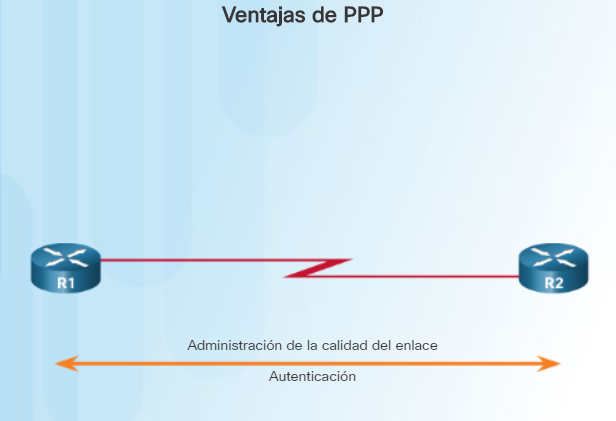 Ventajas de PPP
R1
R2
Administración de la calidad del enlace
Autenticación